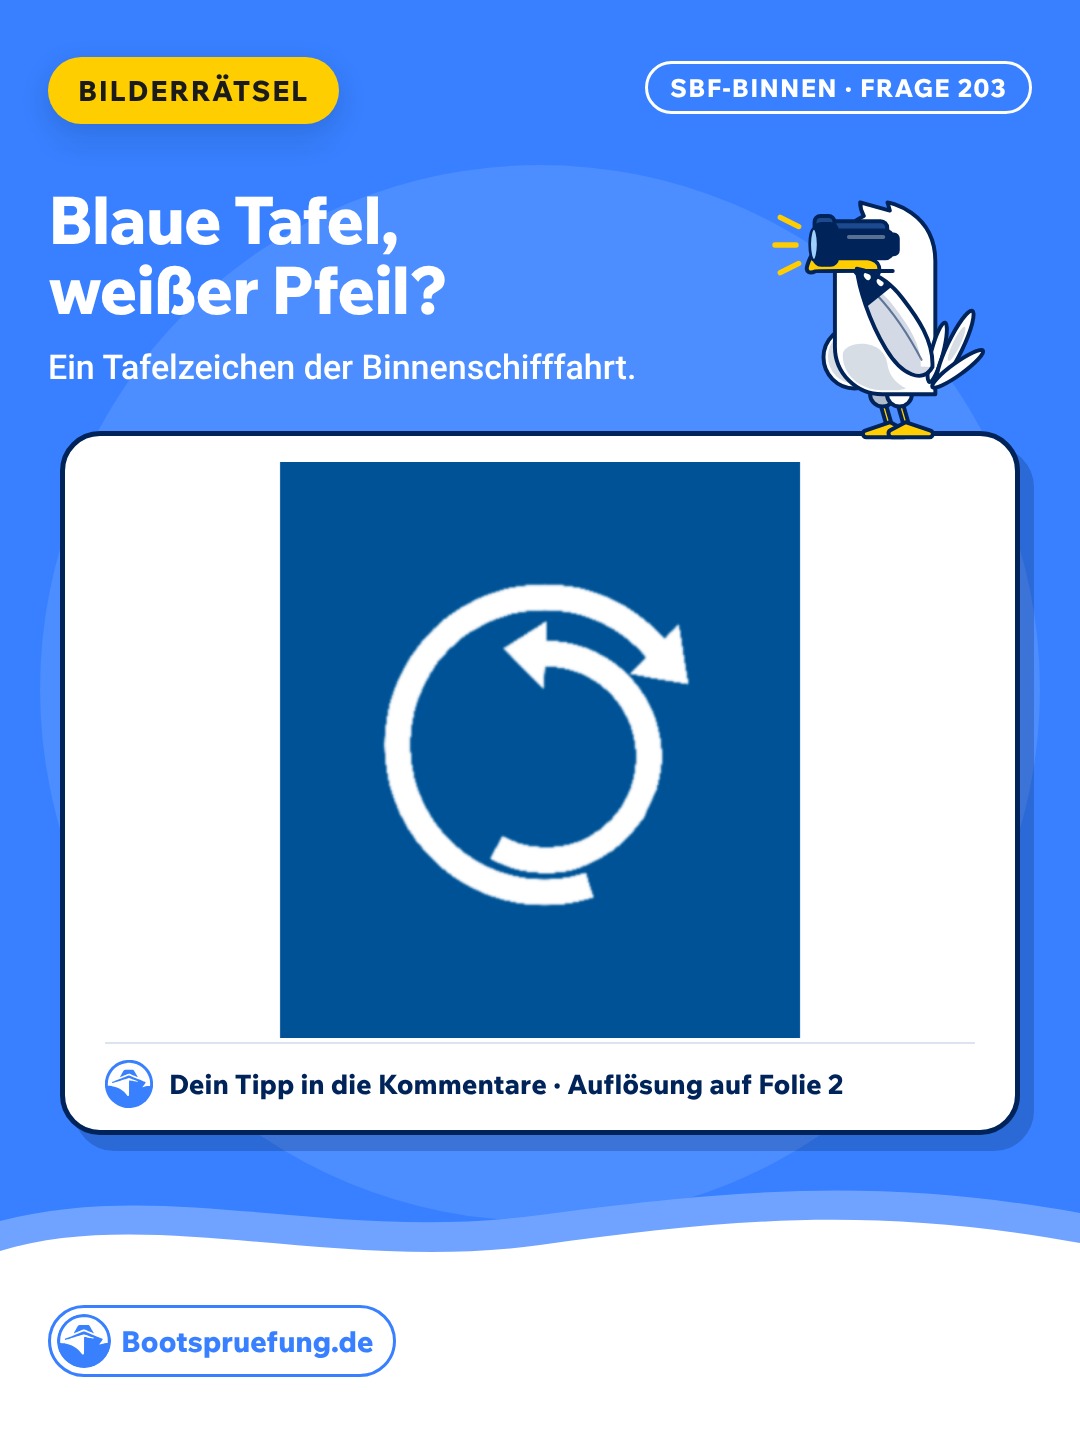 BILDERRÄTSEL
SBF-BINNEN · FRAGE 203
Blaue Tafel,
weißer Pfeil?
Ein Tafelzeichen der Binnenschifffahrt.
Dein Tipp in die Kommentare · Auflösung auf Folie 2
Bootspruefung.de